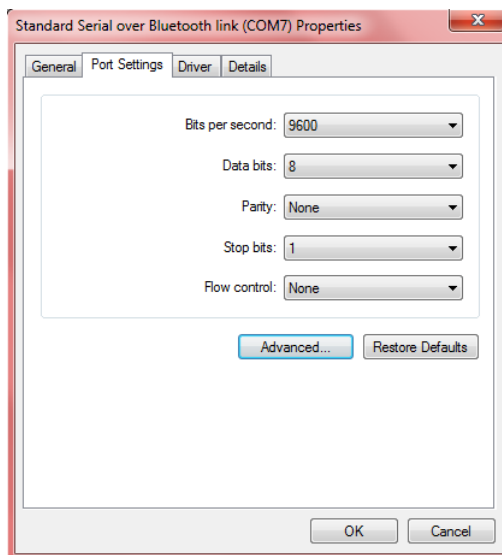 Standard Serial over Bluetooth link (COM7) Properties
General Port Settings Driver Details
Bits per second: 9600
Data bits: 8
Parity: None
Stop bits: 1
Flow control: None
Advanced... Restore Defaults
OK Cancel